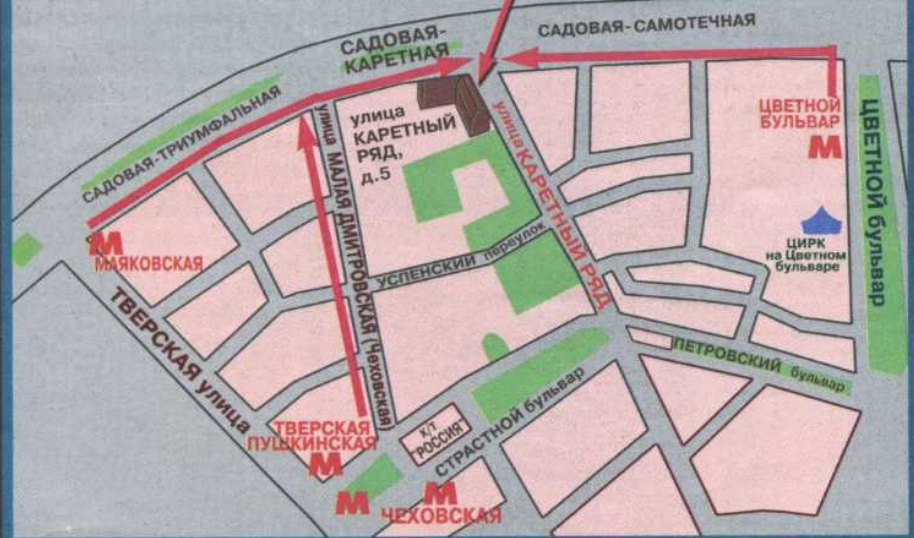 САДОВАЯ-
КАРЕТНАЯ
САДОВАЯ-САМОТЕЧНАЯ
САДОВАЯ-ТРИУМФАЛЬНАЯ
улица
КАРЕТНЫЙ
РЯД,
д.5
улица МАЛАЯ ДМИТРОВСКАЯ (Чеховская)
улица КАРЕТНЫЙ РЯД
ЦВЕТНОЙ
БУЛЬВАР
М
ЦВЕТНОЙ бульвар
ЦИРК
на Цветном
бульваре
М
МАЯКОВСКАЯ
УСПЕНСКИЙ переулок
ТВЕРСКАЯ улица
ПЕТРОВСКИЙ бульвар
СТРАСТНОЙ бульвар
К/Т
"РОССИЯ"
ТВЕРСКАЯ
ПУШКИНСКАЯ
М
М
М
ЧЕХОВСКАЯ